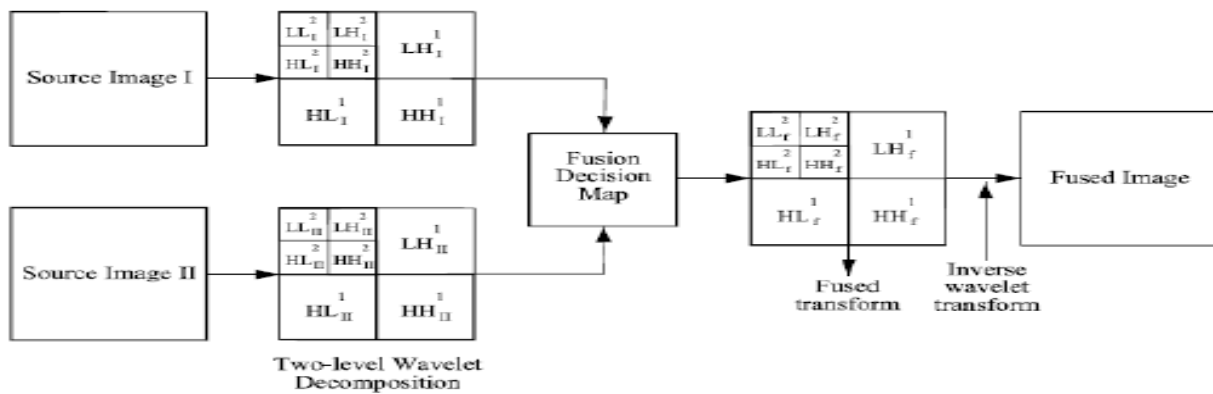 Source Image I
LL_I^2 LH_I^2
HL_I^2 HH_I^2
LH_I^1
HL_I^1
HH_I^1
Source Image II
LL_II^2 LH_II^2
HL_II^2 HH_II^2
LH_II^1
HL_II^1
HH_II^1
Two-level Wavelet
Decomposition
Fusion
Decision
Map
LL_f^2 LH_f^2
HL_f^2 HH_f^2
LH_f^1
HL_f^1
HH_f^1
Fused
transform
Inverse
wavelet
transform
Fused Image